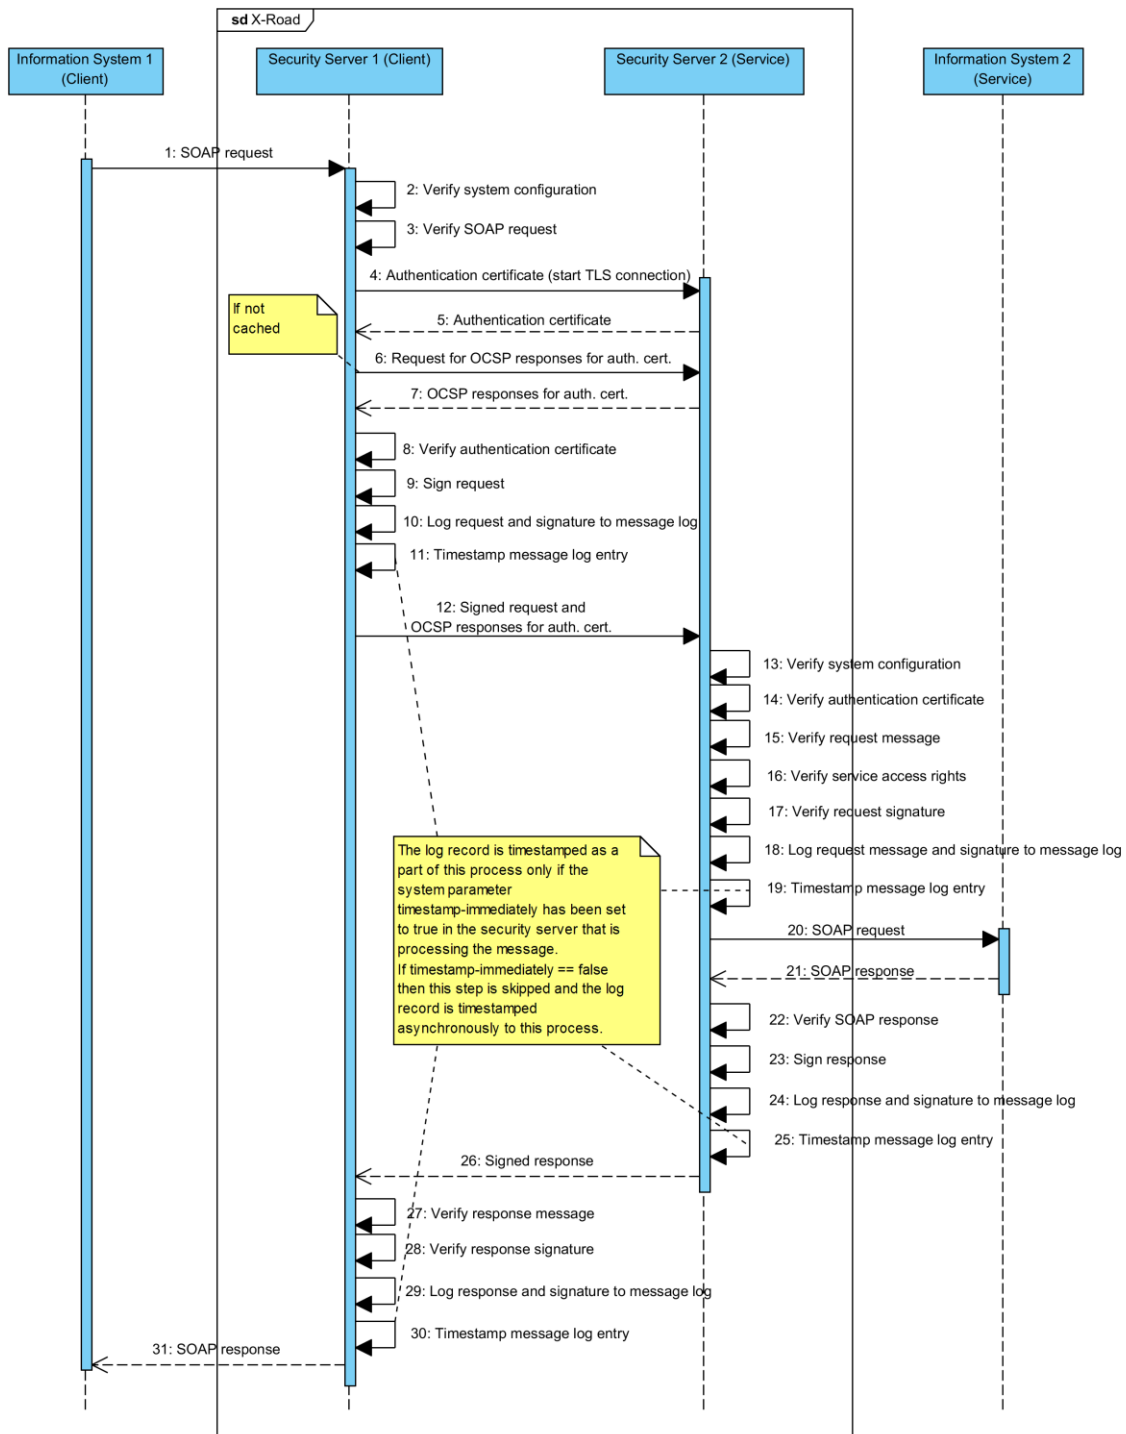 sd X-Road
Information System 1
(Client)
Security Server 1 (Client)
Security Server 2 (Service)
Information System 2
(Service)
1: SOAP request
2: Verify system configuration
3: Verify SOAP request
4: Authentication certificate (start TLS connection)
If not
cached
5: Authentication certificate
6: Request for OCSP responses for auth. cert.
7: OCSP responses for auth. cert.
8: Verify authentication certificate
9: Sign request
10: Log request and signature to message log
11: Timestamp message log entry
12: Signed request and
OCSP responses for auth. cert.
13: Verify system configuration
14: Verify authentication certificate
15: Verify request message
16: Verify service access rights
17: Verify request signature
18: Log request message and signature to message log
19: Timestamp message log entry
The log record is timestamped as a
part of this process only if the
system parameter
timestamp-immediately has been set
to true in the security server that is
processing the message.
If timestamp-immediately == false
then this step is skipped and the log
record is timestamped
asynchronously to this process.
20: SOAP request
21: SOAP response
22: Verify SOAP response
23: Sign response
24: Log response and signature to message log
25: Timestamp message log entry
26: Signed response
27: Verify response message
28: Verify response signature
29: Log response and signature to message log
30: Timestamp message log entry
31: SOAP response